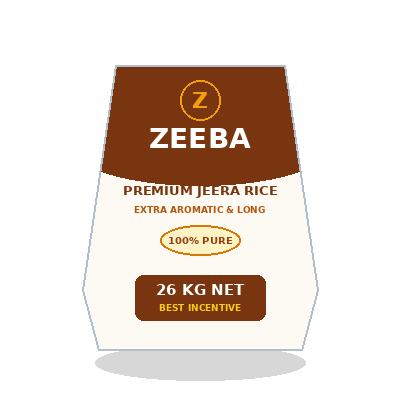 Z
ZEEBA
PREMIUM JEERA RICE
EXTRA AROMATIC & LONG
100% PURE
26 KG NET
BEST INCENTIVE